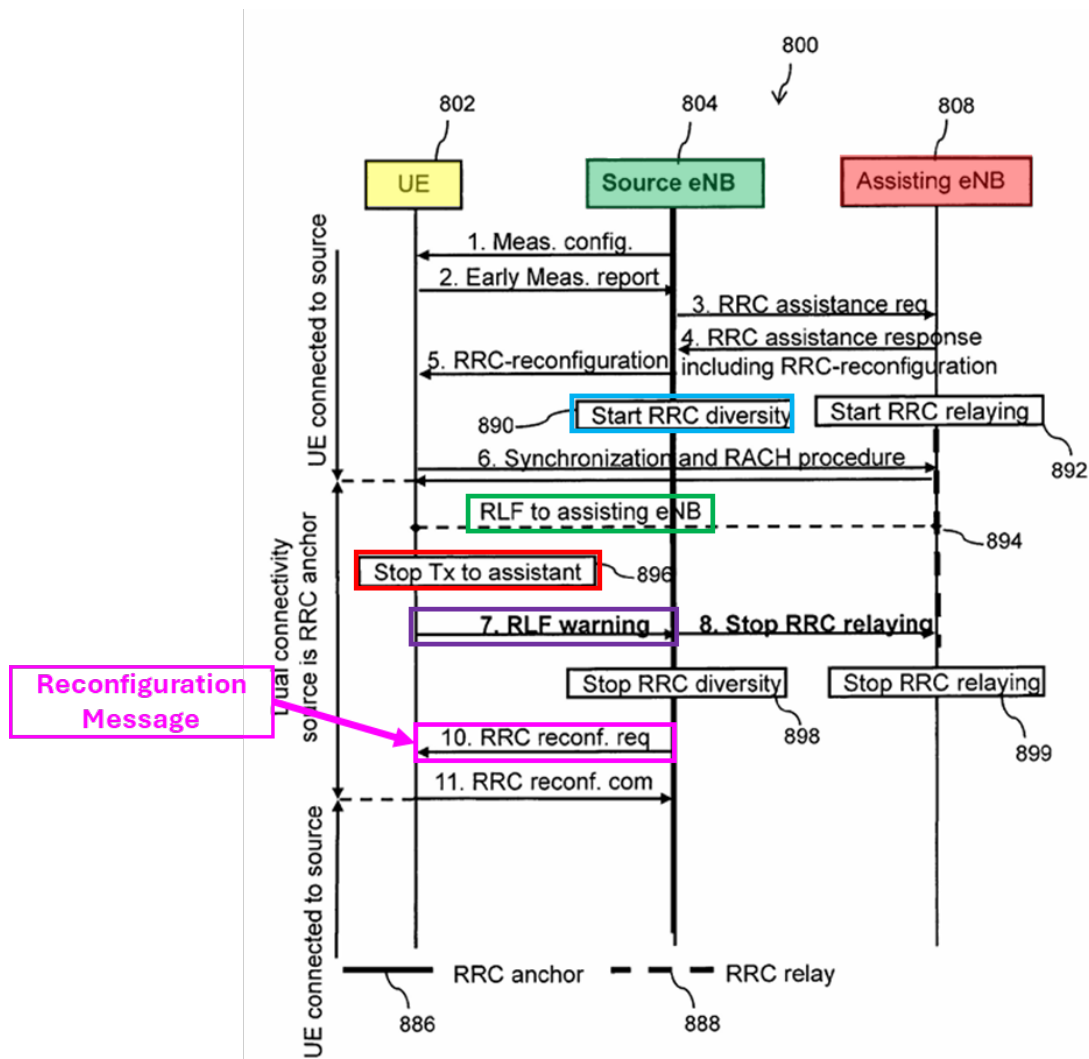 800
802
804
808
UE
Source eNB
Assisting eNB
1. Meas. config.
2. Early Meas. report
3. RRC assistance req
4. RRC assistance response
5. RRC-reconfiguration
including RRC-reconfiguration
UE connected to source
890
Start RRC diversity
Start RRC relaying
892
6. Synchronization and RACH procedure
RLF to assisting eNB
894
Stop Tx to assistant
896
7. RLF warning
8. Stop RRC relaying
Dual connectivity
source is RRC anchor
Reconfiguration
Message
Stop RRC diversity
Stop RRC relaying
898
899
10. RRC reconf. req
11. RRC reconf. com
UE connected to source
RRC anchor
RRC relay
886
888